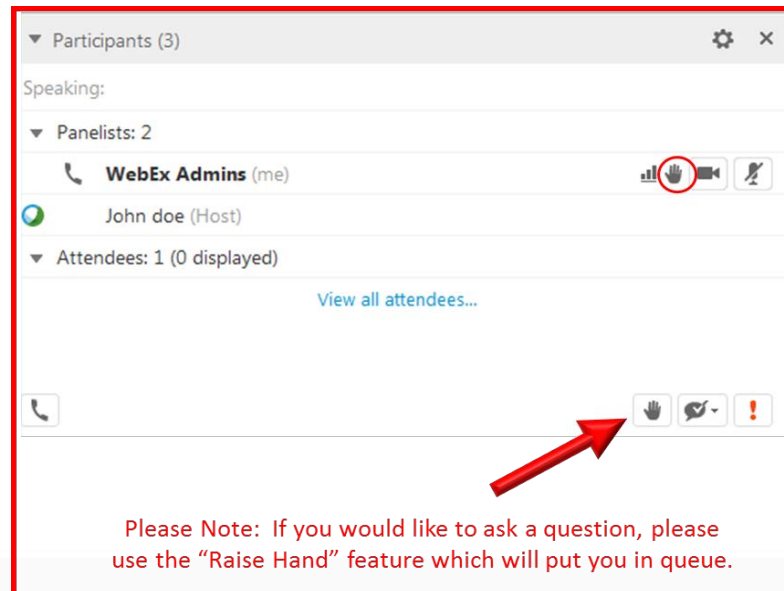 Participants (3)
Speaking:
Panelists: 2
WebEx Admins (me)
John doe (Host)
Attendees: 1 (0 displayed)
View all attendees...
Please Note:  If you would like to ask a question, please
use the “Raise Hand” feature which will put you in queue.